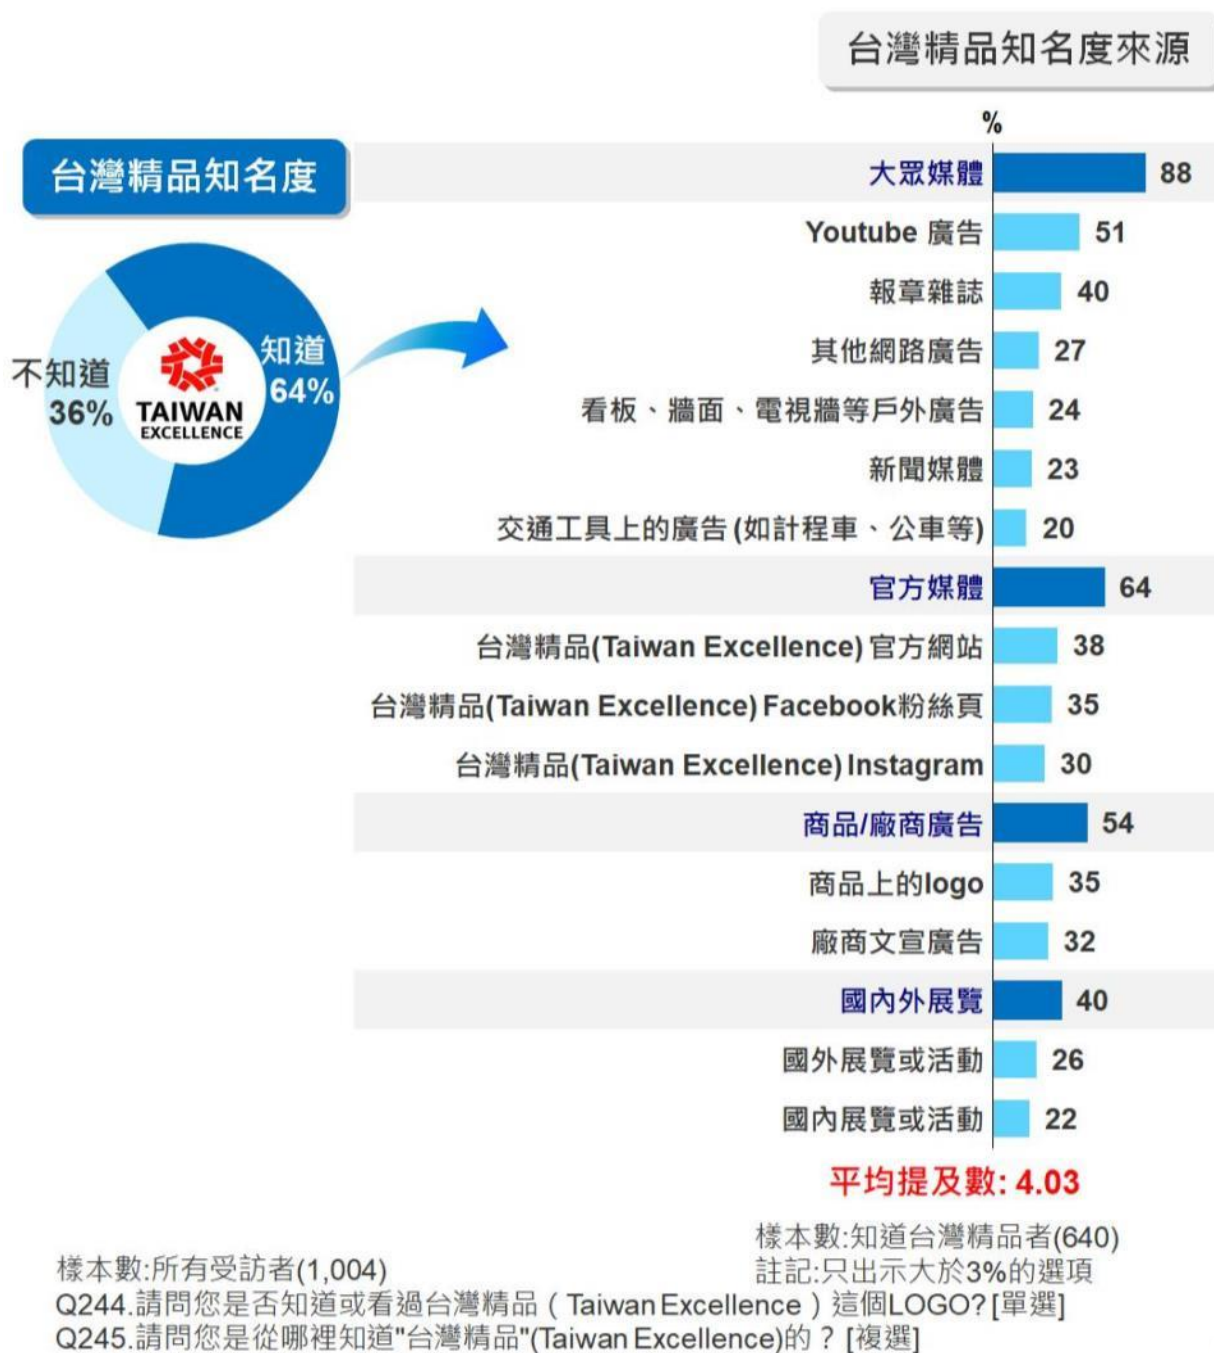 台灣精品知名度來源
台灣精品知名度
不知道
36%
知道
64%
TAIWAN
EXCELLENCE
%
大眾媒體 88
Youtube 廣告 51
報章雜誌 40
其他網路廣告 27
看板、牆面、電視牆等戶外廣告 24
新聞媒體 23
交通工具上的廣告(如計程車、公車等) 20
官方媒體 64
台灣精品(Taiwan Excellence) 官方網站 38
台灣精品(Taiwan Excellence) Facebook粉絲頁 35
台灣精品(Taiwan Excellence) Instagram 30
商品/廠商廣告 54
商品上的logo 35
廠商文宣廣告 32
國內外展覽 40
國外展覽或活動 26
國內展覽或活動 22
平均提及數: 4.03
樣本數:知道台灣精品者(640)
註記:只出示大於3%的選項
樣本數:所有受訪者(1,004)
Q244.請問您是否知道或看過台灣精品（Taiwan Excellence）這個LOGO? [單選]
Q245.請問您是從哪裡知道"台灣精品"(Taiwan Excellence)的？ [複選]